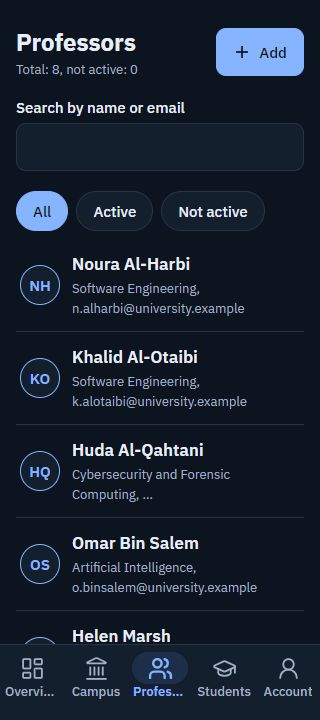 Professors
Total: 8, not active: 0
Add
Search by name or email
All
Active
Not active
NH
Noura Al-Harbi
Software Engineering,
n.alharbi@university.example
KO
Khalid Al-Otaibi
Software Engineering,
k.alotaibi@university.example
HQ
Huda Al-Qahtani
Cybersecurity and Forensic
Computing, ...
OS
Omar Bin Salem
Artificial Intelligence,
o.binsalem@university.example
Helen Marsh
Overvi...
Campus
Profes...
Students
Account